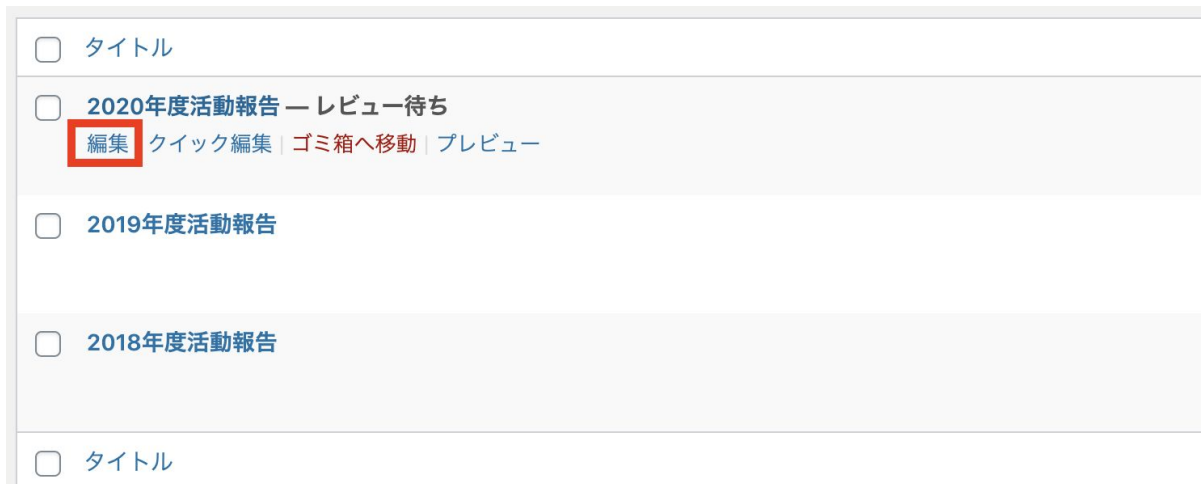 タイトル
2020年度活動報告 — レビュー待ち
編集 クイック編集 | ゴミ箱へ移動 | プレビュー
2019年度活動報告
2018年度活動報告
タイトル